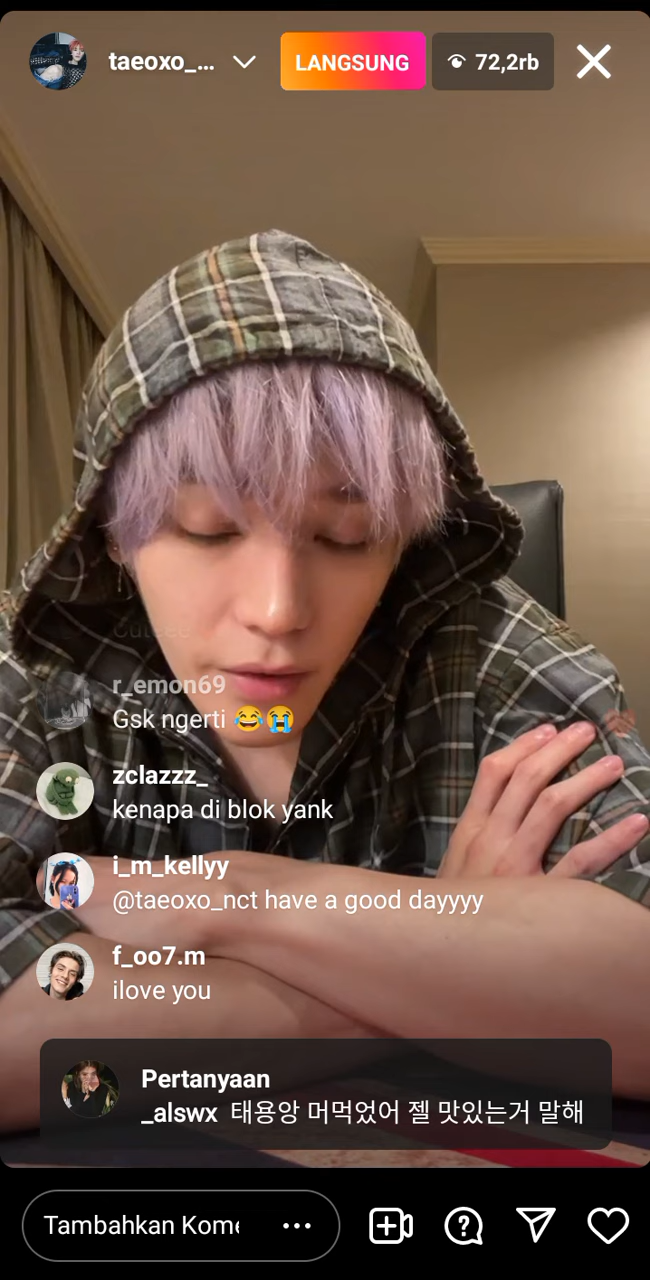 taeoxo_...
LANGSUNG
72,2rb
Cuteee
r_emon69
Gsk ngerti 😂😭
zclazzz_
kenapa di blok yank
i_m_kellyy
@taeoxo_nct have a good dayyyy
f_oo7.m
ilove you
Pertanyaan
_alswx 태용앙 머먹었어 젤 맛있는거 말해
Tambahkan Kome